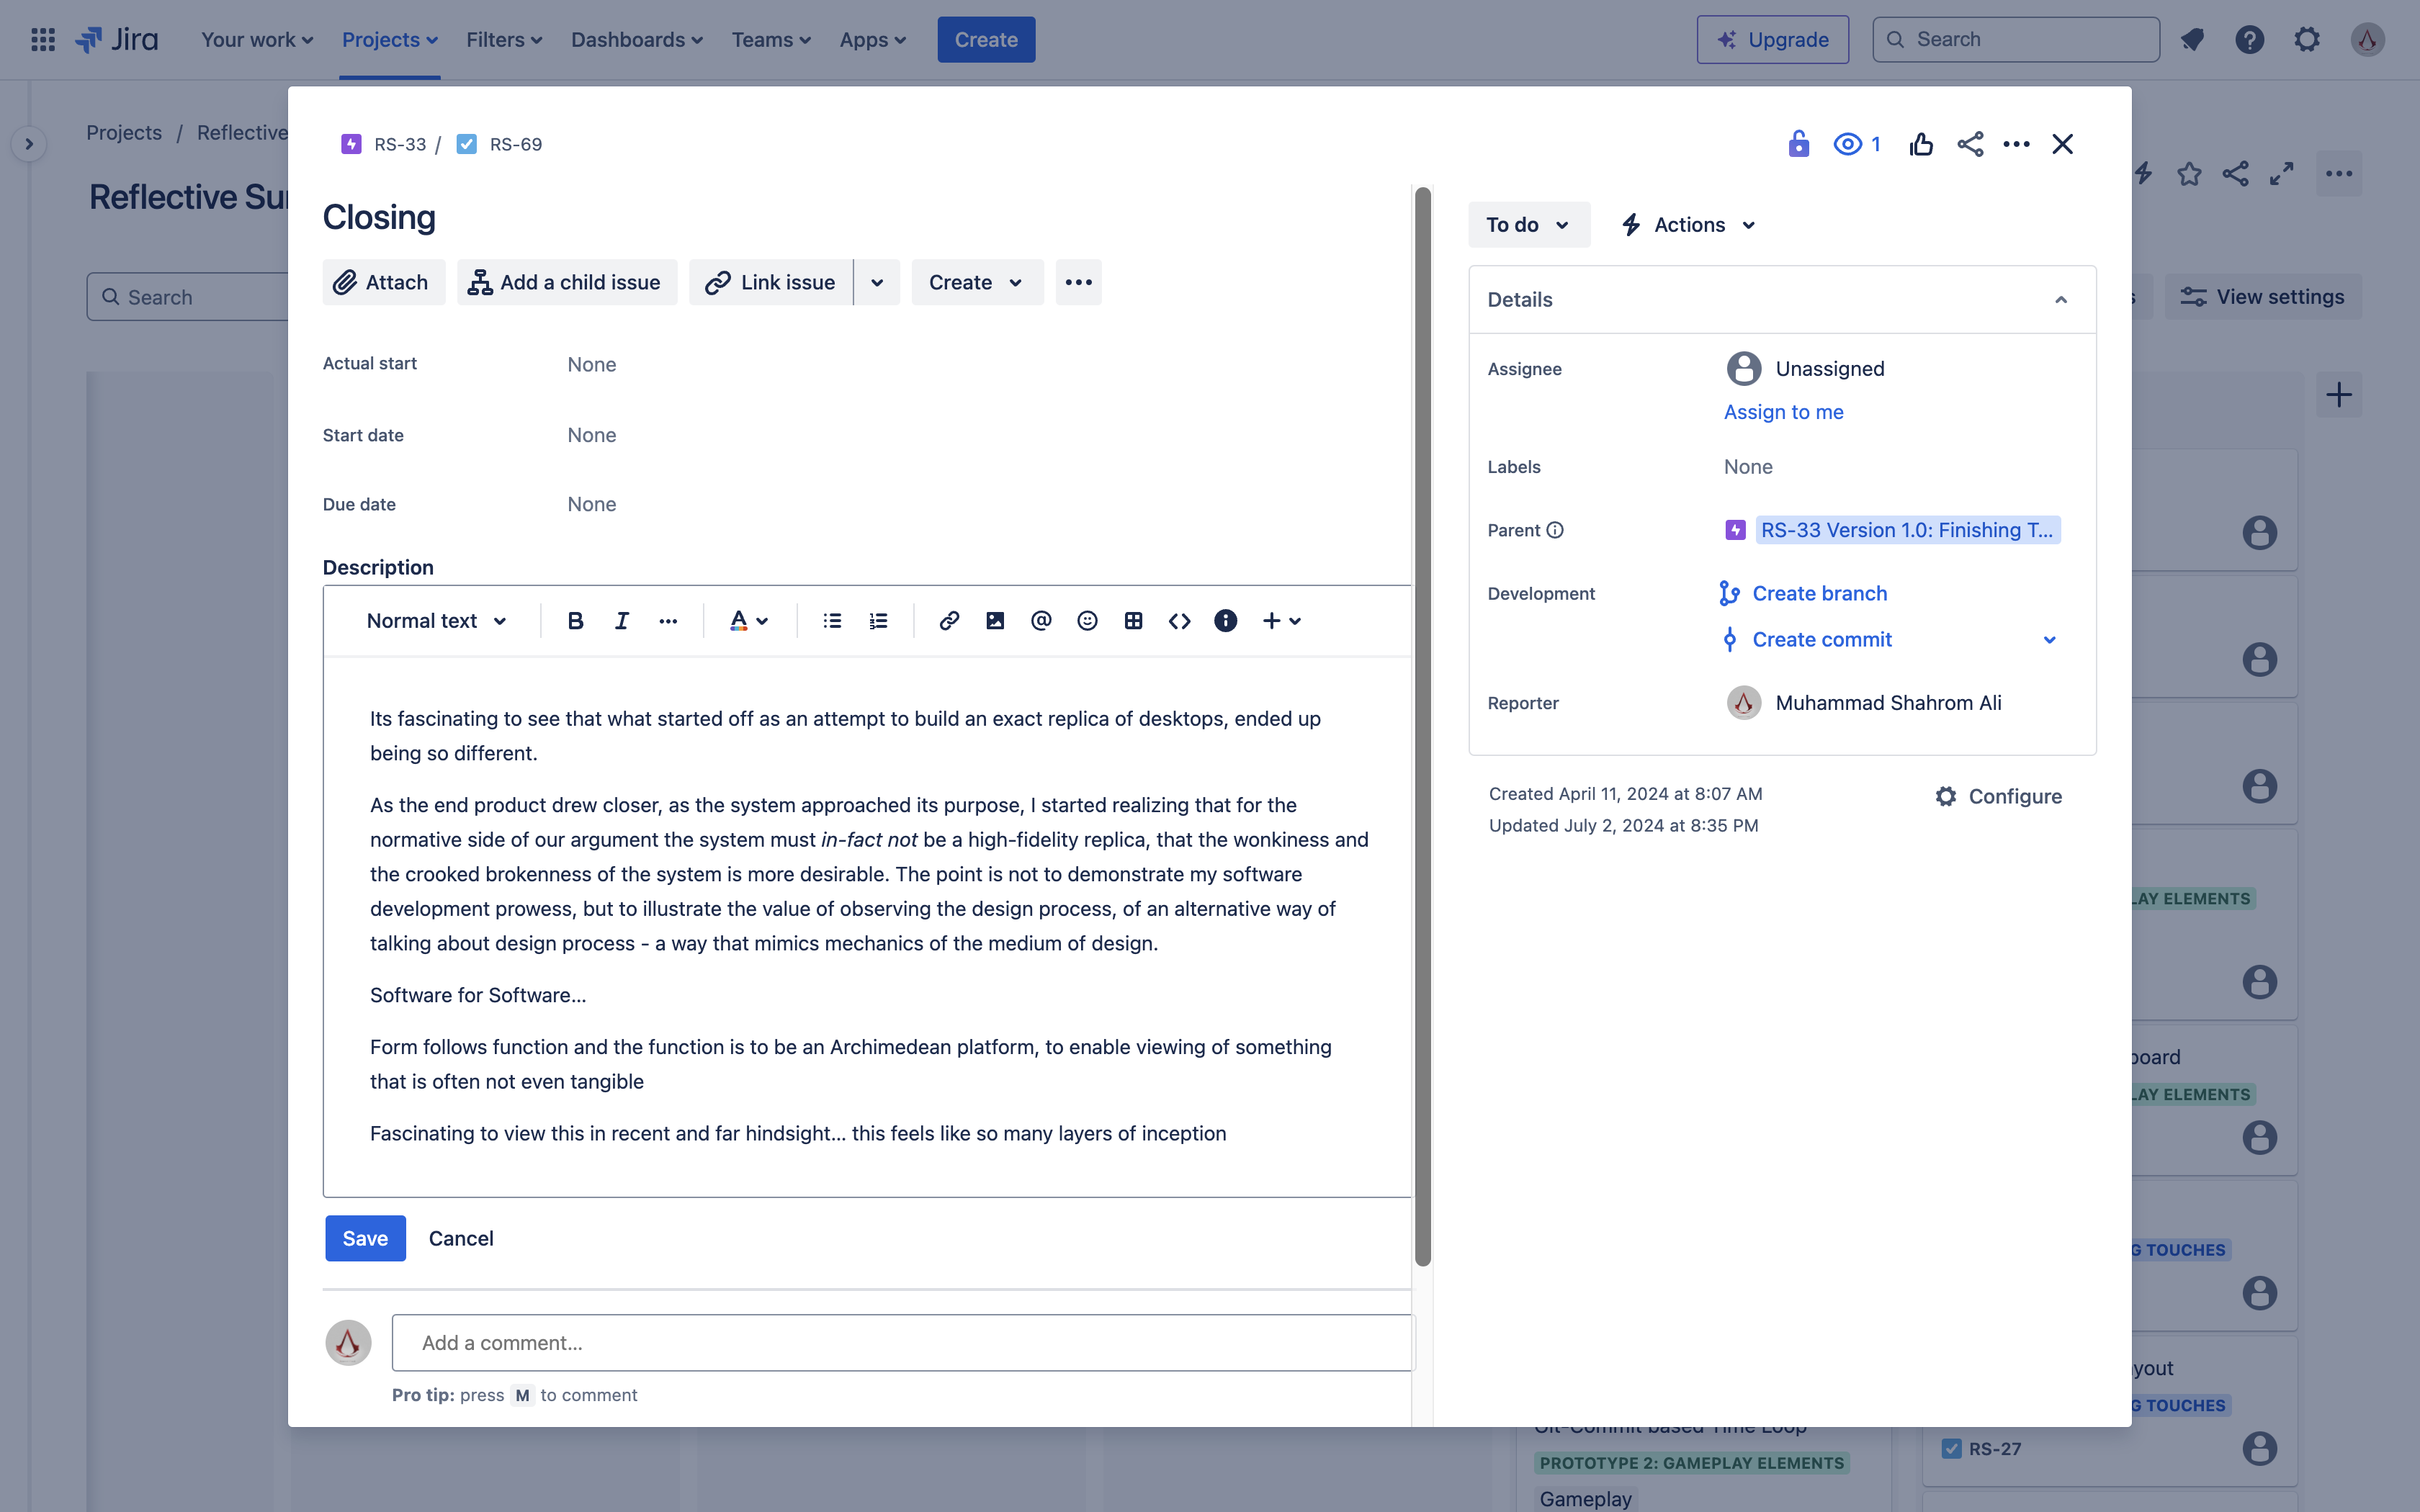 Jira
Your work
Projects
Filters
Dashboards
Teams
Apps
Create
Upgrade
Search
Projects / Reflective
Reflective Su
Search
View settings
RS-33 / RS-69
Closing
Attach
Add a child issue
Link issue
Create
Actual start None
Start date None
Due date None
Description
Normal text
Its fascinating to see that what started off as an attempt to build an exact replica of desktops, ended up
being so different.
As the end product drew closer, as the system approached its purpose, I started realizing that for the
normative side of our argument the system must in-fact not be a high-fidelity replica, that the wonkiness and
the crooked brokenness of the system is more desirable. The point is not to demonstrate my software
development prowess, but to illustrate the value of observing the design process, of an alternative way of
talking about design process - a way that mimics mechanics of the medium of design.
Software for Software...
Form follows function and the function is to be an Archimedean platform, to enable viewing of something
that is often not even tangible
Fascinating to view this in recent and far hindsight... this feels like so many layers of inception
Save
Cancel
Add a comment...
Pro tip: press M to comment
1
To do
Actions
Details
Assignee Unassigned
Assign to me
Labels None
Parent RS-33 Version 1.0: Finishing T...
Development Create branch
Create commit
Reporter Muhammad Shahrom Ali
Created April 11, 2024 at 8:07 AM
Updated July 2, 2024 at 8:35 PM
Configure
LAY ELEMENTS
board
LAY ELEMENTS
G TOUCHES
yout
G TOUCHES
RS-27
Git-Commit based Time Loop
PROTOTYPE 2: GAMEPLAY ELEMENTS
Gameplay